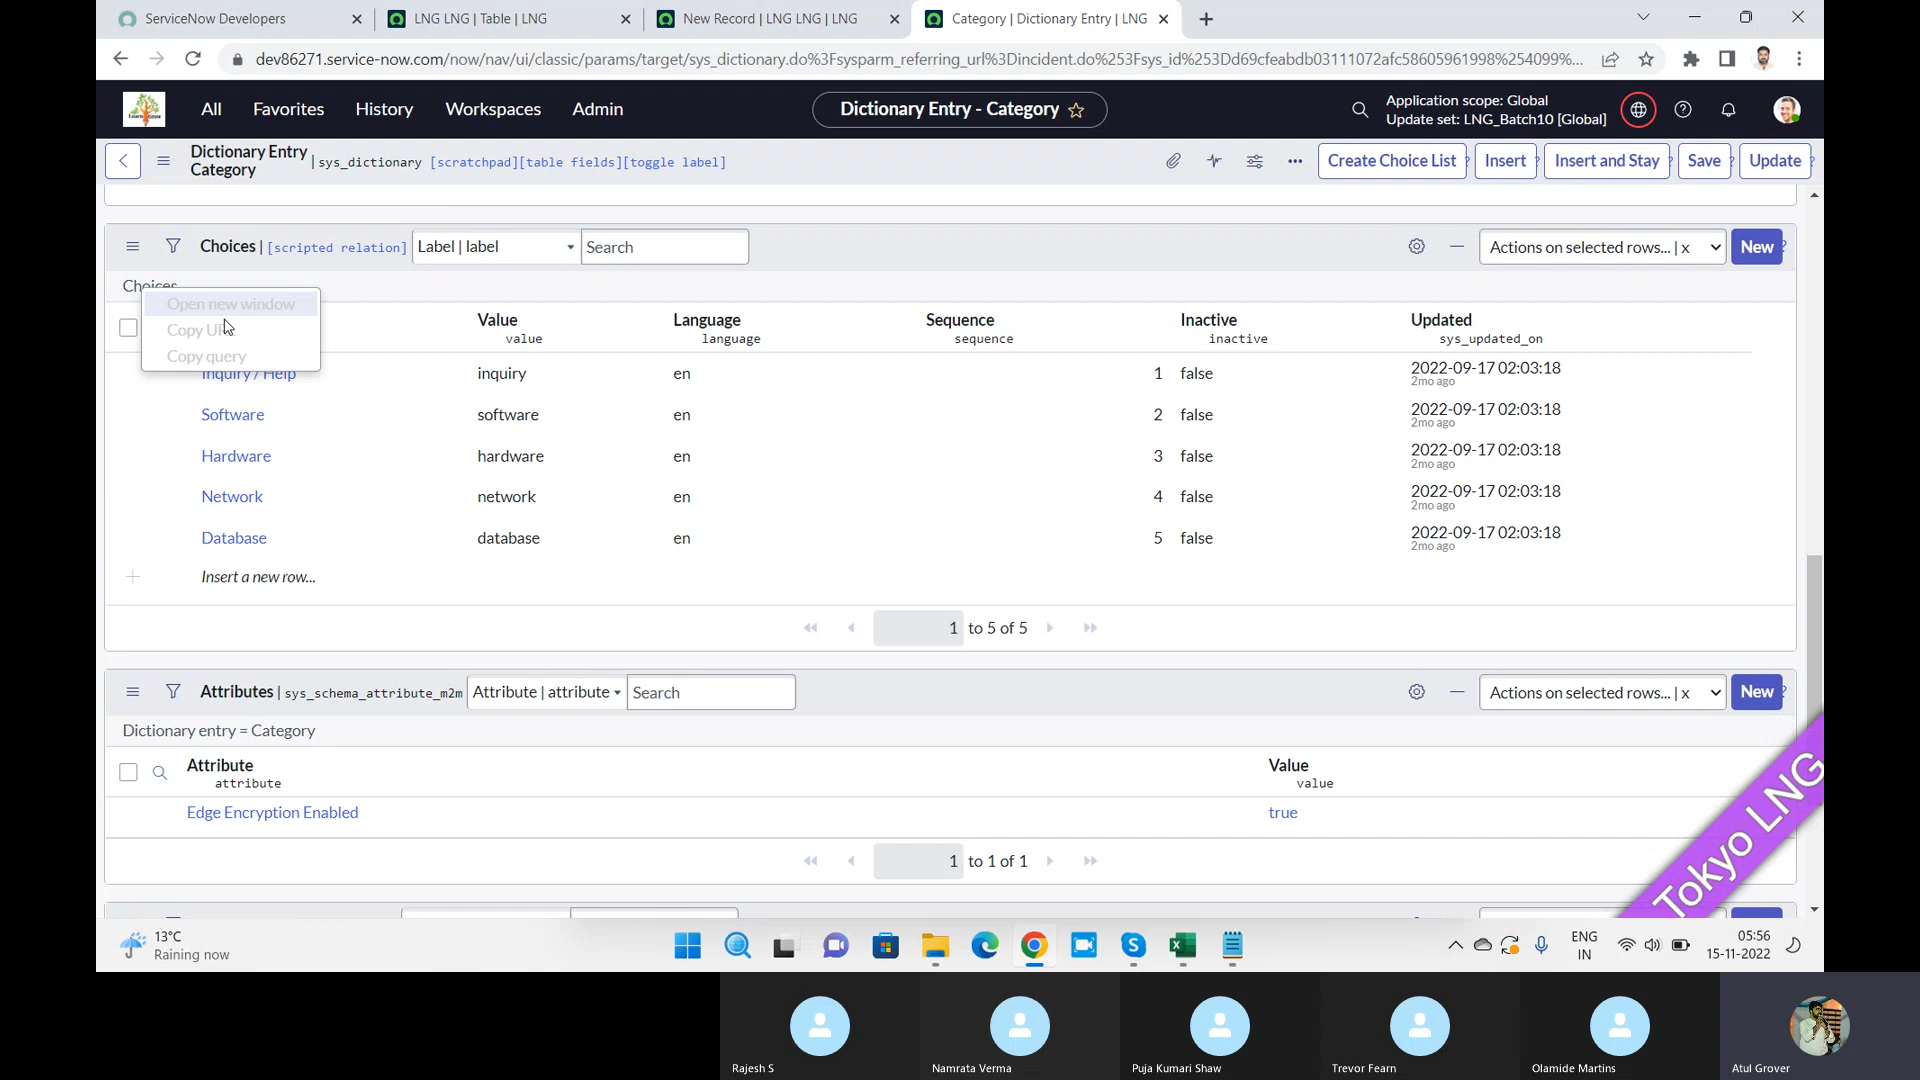 ServiceNow Developers
LNG LNG | Table | LNG
New Record | LNG LNG | LNG
Category | Dictionary Entry | LNG
dev86271.service-now.com/now/nav/ui/classic/params/target/sys_dictionary.do%3Fsysparm_referring_url%3Dincident.do%253Fsys_id%253Dd69cfeabdb03111072afc58605961998%254099%...
All
Favorites
History
Workspaces
Admin
Dictionary Entry - Category
Application scope: Global
Update set: LNG_Batch10 [Global]
Dictionary Entry
Category
|sys_dictionary [scratchpad][table fields][toggle label]
Create Choice List
Insert
Insert and Stay
Save
Update
Choices | [scripted relation]
Label | label
Search
Actions on selected rows... | x
New
Choices
Open new window
Copy
Copy query
Value
value
Language
language
Sequence
sequence
Inactive
inactive
Updated
sys_updated_on
Inquiry / Help inquiry en 1 false 2022-09-17 02:03:18
2mo ago
Software software en 2 false 2022-09-17 02:03:18
2mo ago
Hardware hardware en 3 false 2022-09-17 02:03:18
2mo ago
Network network en 4 false 2022-09-17 02:03:18
2mo ago
Database database en 5 false 2022-09-17 02:03:18
2mo ago
Insert a new row...
1 to 5 of 5
Attributes | sys_schema_attribute_m2m
Attribute | attribute
Search
Actions on selected rows... | x
New
Dictionary entry = Category
Attribute
attribute
Value
value
Edge Encryption Enabled true
1 to 1 of 1
Tokyo LNG
13°C
Raining now
ENG
IN
05:56
15-11-2022
Rajesh S
Namrata Verma
Puja Kumari Shaw
Trevor Fearn
Olamide Martins
Atul Grover